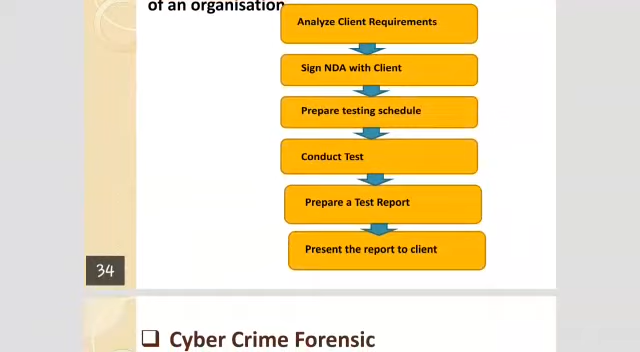 of an organisation
Analyze Client Requirements
Sign NDA with Client
Prepare testing schedule
Conduct Test
Prepare a Test Report
Present the report to client
34
❑ Cyber Crime Forensic